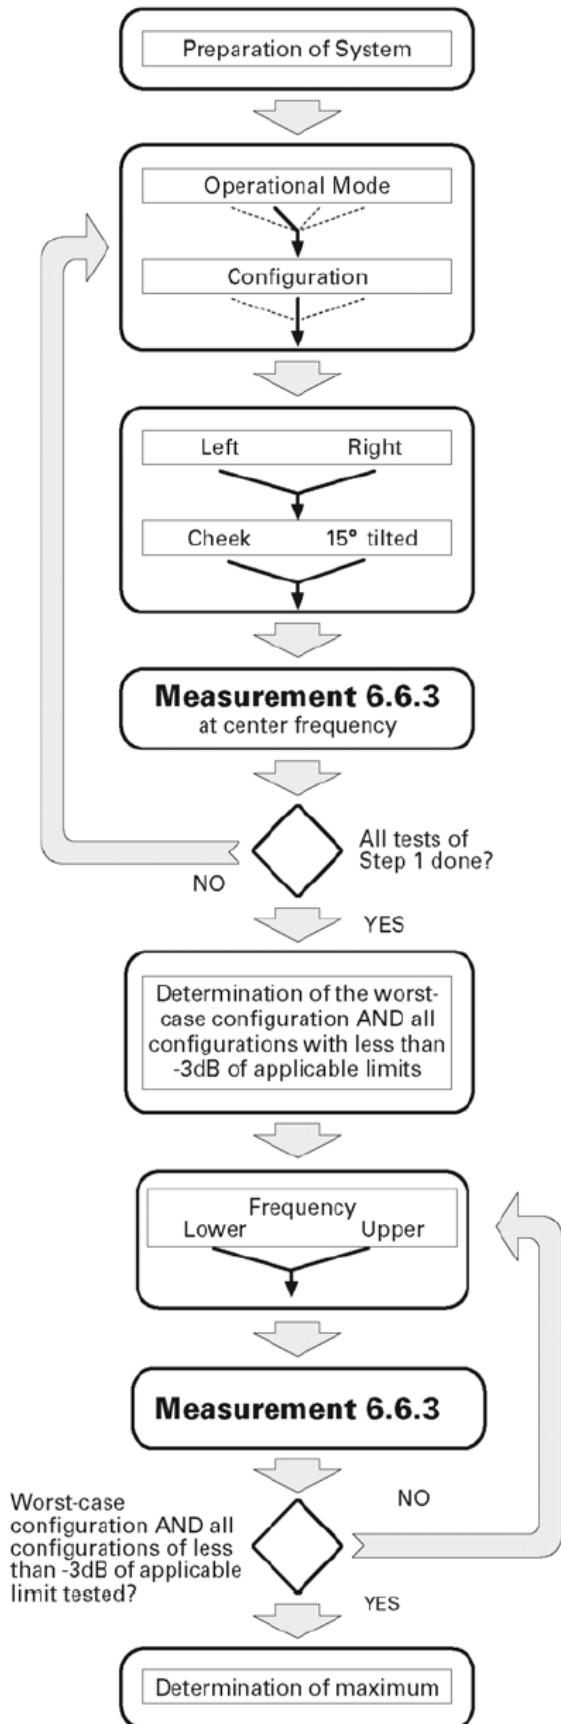 Preparation of System
Operational Mode
Configuration
Left Right
Cheek 15° tilted
Measurement 6.6.3
at center frequency
All tests of
Step 1 done?
NO
YES
Determination of the worst-
case configuration AND all
configurations with less than
-3dB of applicable limits
Frequency
Lower Upper
Measurement 6.6.3
NO
Worst-case
configuration AND all
configurations of less
than -3dB of applicable
limit tested?
YES
Determination of maximum